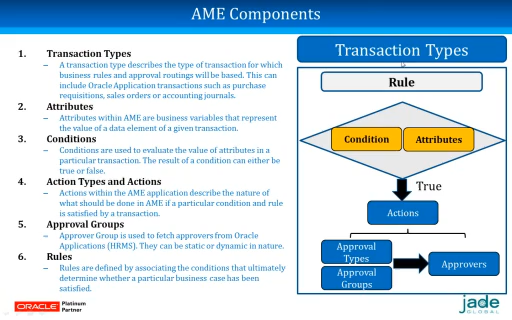 AME Components
1. Transaction Types
– A transaction type describes the type of transaction for which
business rules and approval routings will be based. This can
include Oracle Application transactions such as purchase
requisitions, sales orders or accounting journals.
2. Attributes
– Attributes within AME are business variables that represent
the value of a data element of a given transaction.
3. Conditions
– Conditions are used to evaluate the value of attributes in a
particular transaction. The result of a condition can either be
true or false.
4. Action Types and Actions
– Actions within the AME application describe the nature of
what should be done in AME if a particular condition and rule
is satisfied by a transaction.
5. Approval Groups
– Approver Group is used to fetch approvers from Oracle
Applications (HRMS). They can be static or dynamic in nature.
6. Rules
– Rules are defined by associating the conditions that ultimately
determine whether a particular business case has been
satisfied.
Transaction Types
Rule
Condition
Attributes
True
Actions
Approval
Types
Approval
Groups
Approvers
ORACLE Platinum
Partner
jade
GLOBAL